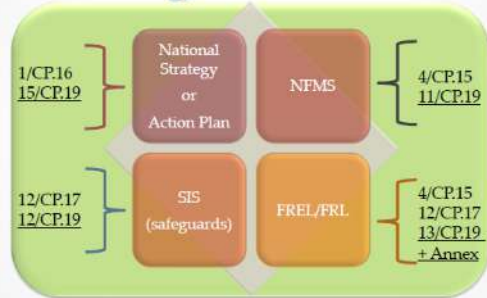 1/CP.16
15/CP.19
National
Strategy
or
Action Plan
NFMS
4/CP.15
11/CP.19
12/CP.17
12/CP.19
SIS
(safeguards)
FREL/FRL
4/CP.15
12/CP.17
13/CP.19
+ Annex